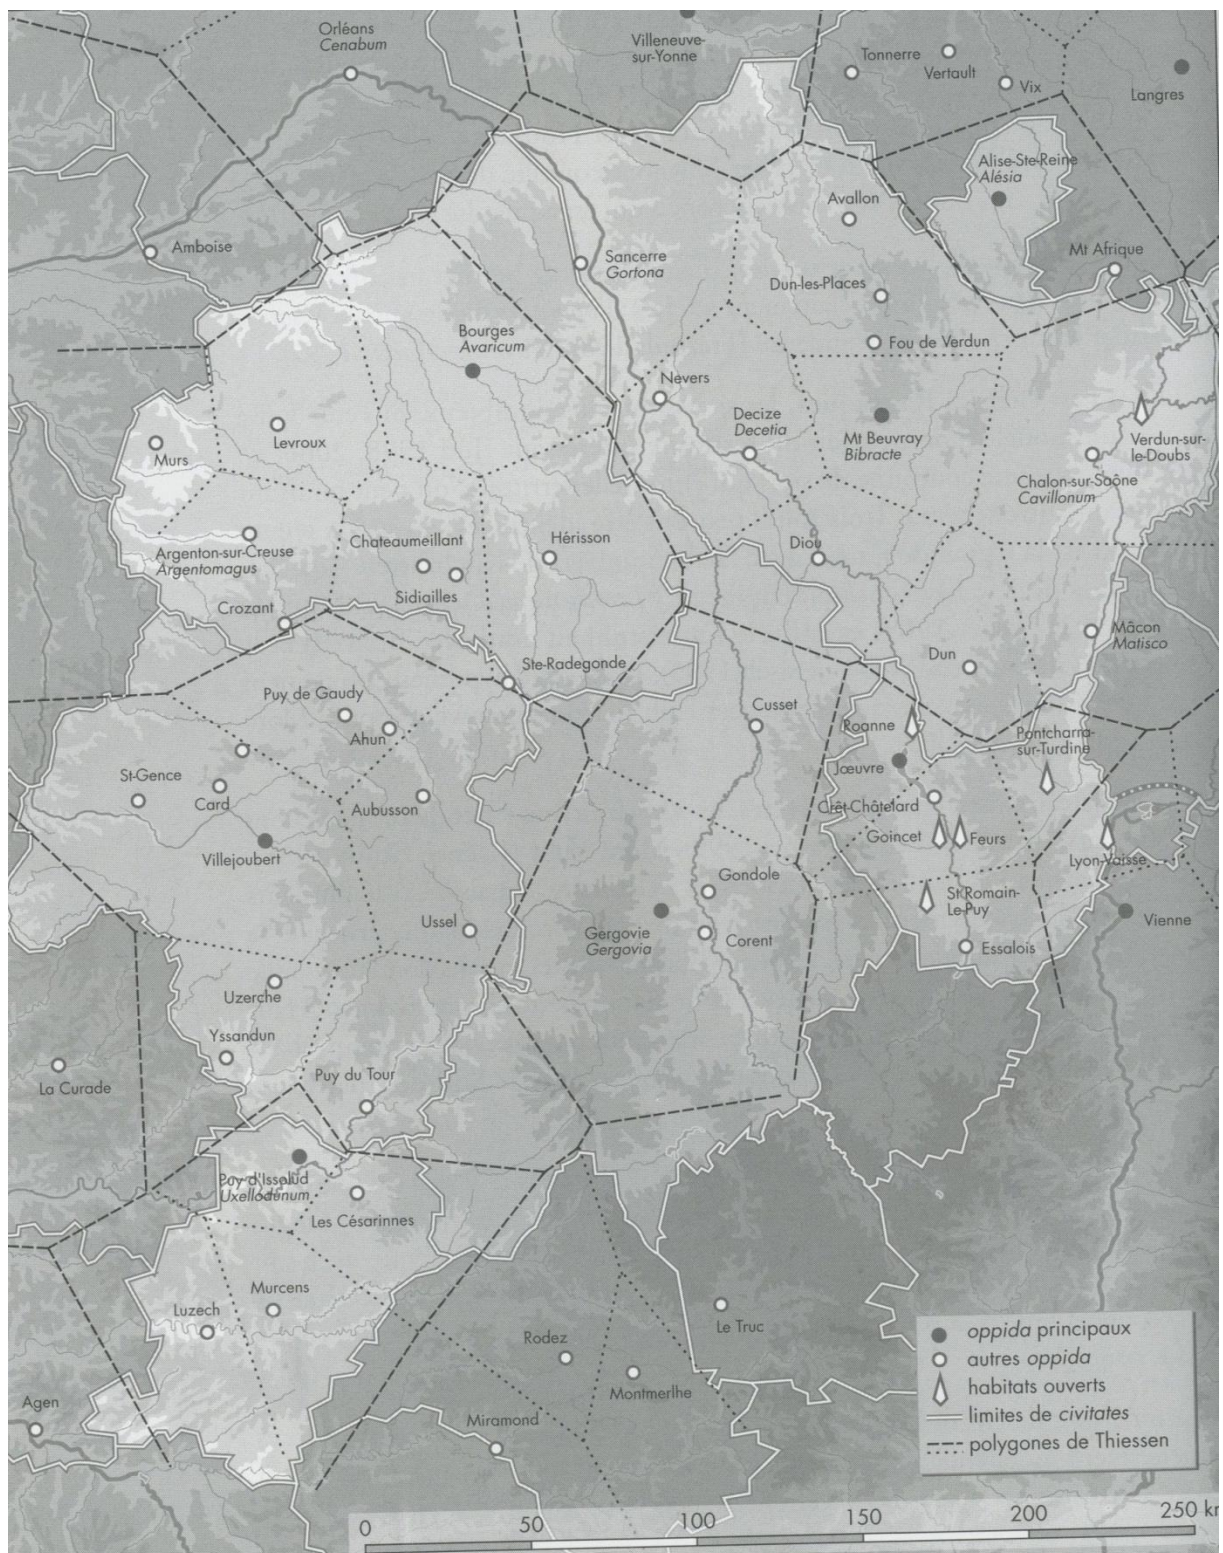 Orléans
Cenabum
Villeneuve-
sur-Yonne
Tonnerre
Vertault
Vix
Langres
Alise-Ste-Reine
Alésia
Avallon
Amboise
Sancerre
Gortona
Mt Afrique
Dun-les-Places
Bourges
Avaricum
Fou de Verdun
Nevers
Decize
Decetia
Mt Beuvray
Bibracte
Verdun-sur-
le-Doubs
Levroux
Murs
Chalon-sur-Saône
Cavillonum
Argenton-sur-Creuse
Argentomagus
Chateaumeillant
Hérisson
Diou
Sidiailles
Crozant
Mâcon
Matisco
Dun
Ste-Radegonde
Puy de Gaudy
Cusset
Roanne
Ahun
Pontcharra-
sur-Turdine
St-Gence
Card
Jœuvre
Aubusson
Crêt-Châtelard
Goincet
Feurs
Villejoubert
Lyon-Vaisse
Gondole
St Romain-
Le-Puy
Ussel
Gergovie
Gergovia
Corent
Essalois
Vienne
Uzerche
Yssandun
La Curade
Puy du Tour
Puy d'Issolud
Uxellodunum
Les Césarinnes
Murcens
Luzech
Le Truc
Rodez
Montmerlhe
Agen
Miramond
oppida principaux
autres oppida
habitats ouverts
limites de civitates
polygones de Thiessen
0 50 100 150 200 250 km